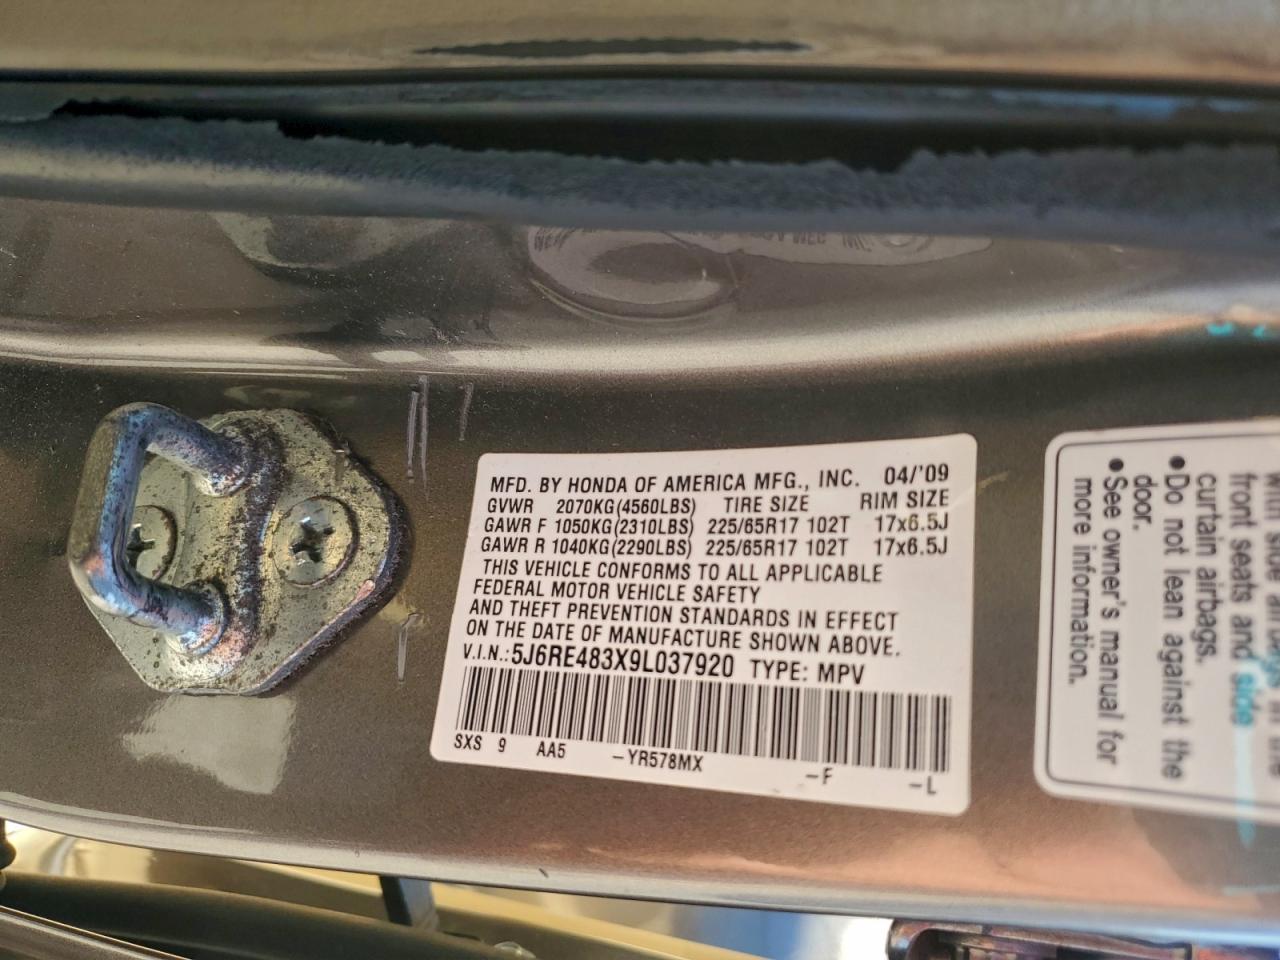 MFD. BY HONDA OF AMERICA MFG., INC. 04/'09
GVWR 2070KG(4560LBS) TIRE SIZE RIM SIZE
GAWR F 1050KG(2310LBS) 225/65R17 102T 17x6.5J
GAWR R 1040KG(2290LBS) 225/65R17 102T 17x6.5J
THIS VEHICLE CONFORMS TO ALL APPLICABLE
FEDERAL MOTOR VEHICLE SAFETY
AND THEFT PREVENTION STANDARDS IN EFFECT
ON THE DATE OF MANUFACTURE SHOWN ABOVE.
V.I.N.: 5J6RE483X9L037920 TYPE: MPV
SXS 9 AA5 -YR578MX -F -L
front seats and side
curtain airbags.
●Do not lean against the
door.
●See owner's manual for
more information.